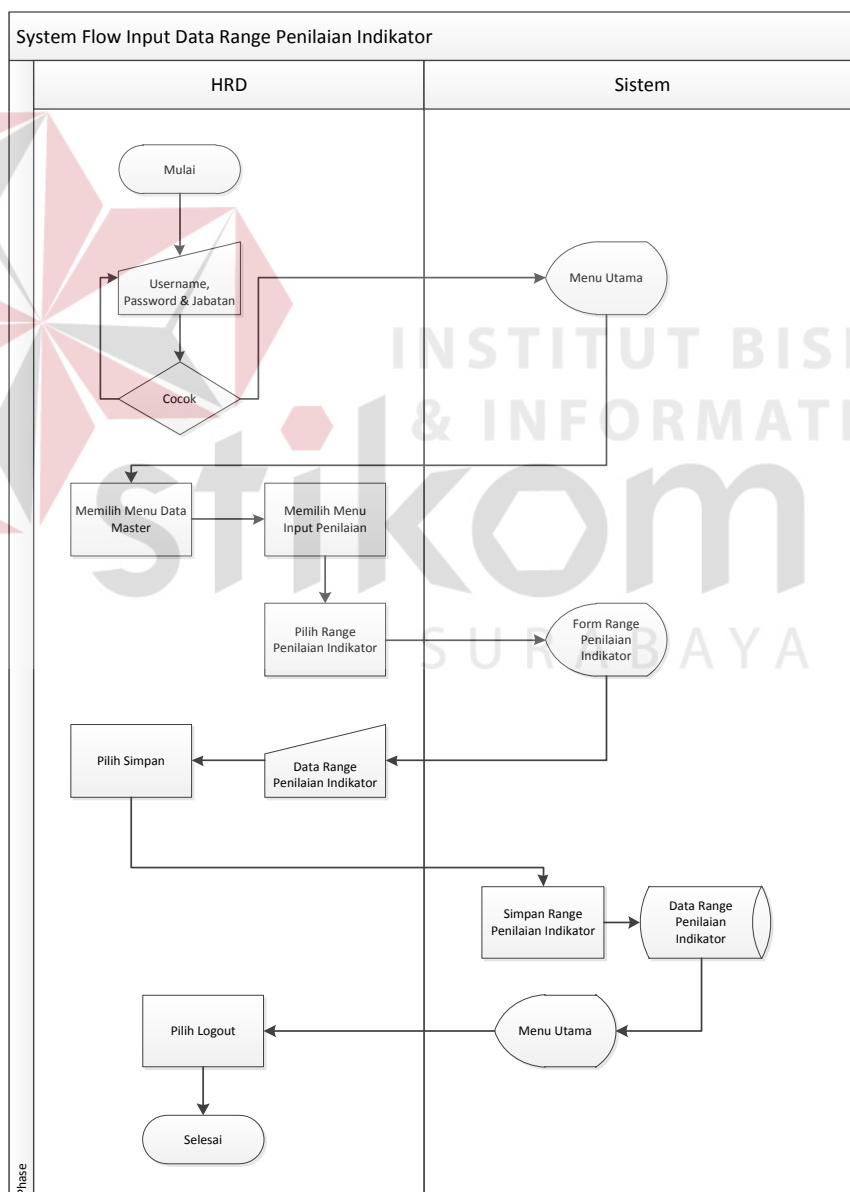 System Flow Input Data Range Penilaian Indikator
HRD
Sistem
Mulai
Username,
Password & Jabatan
Menu Utama
Cocok
INSTITUT BISI
& INFORMATI
stikom
SURABAYA
Memilih Menu Data
Master
Memilih Menu
Input Penilaian
Pilih Range
Penilaian Indikator
Form Range
Penilaian
Indikator
Pilih Simpan
Data Range
Penilaian Indikator
Simpan Range
Penilaian Indikator
Data Range
Penilaian
Indikator
Pilih Logout
Menu Utama
Selesai
Phase